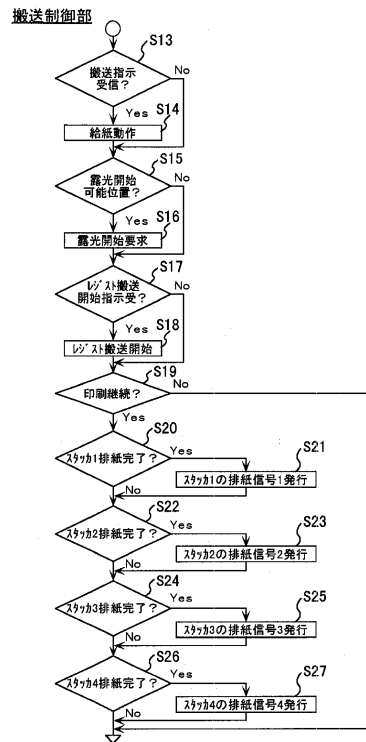 搬送制御部
S13
搬送指示
受信?
No
Yes
S14
給紙動作
S15
露光開始
可能位置?
No
Yes
S16
露光開始要求
S17
ﾚｼﾞｽﾄ搬送
開始指示受?
No
Yes
S18
ﾚｼﾞｽﾄ搬送開始
S19
印刷継続?
No
Yes
S20
ｽﾀｯｶ1排紙完了?
Yes
S21
ｽﾀｯｶ1の排紙信号1発行
No
S22
ｽﾀｯｶ2排紙完了?
Yes
S23
ｽﾀｯｶ2の排紙信号2発行
No
S24
ｽﾀｯｶ3排紙完了?
Yes
S25
ｽﾀｯｶ3の排紙信号3発行
No
S26
ｽﾀｯｶ4排紙完了?
Yes
S27
ｽﾀｯｶ4の排紙信号4発行
No